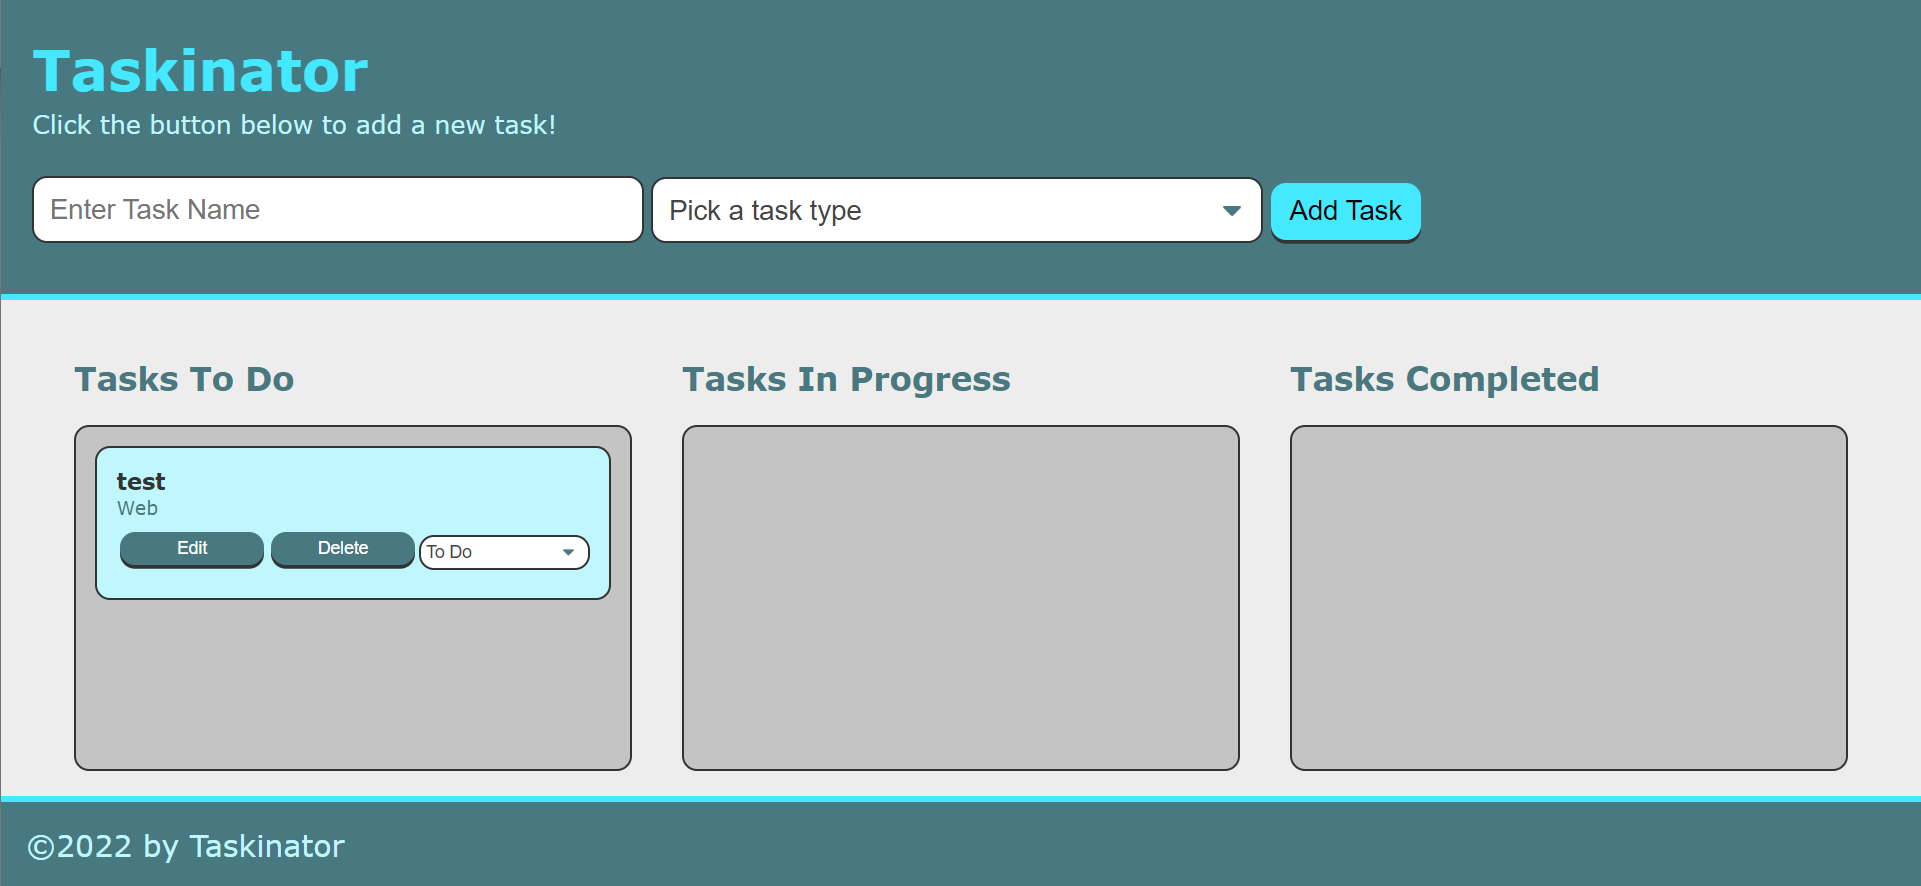 Taskinator
Click the button below to add a new task!
Enter Task Name
Pick a task type
Add Task
Tasks To Do
test
Web
Edit
Delete
To Do
Tasks In Progress
Tasks Completed
©2022 by Taskinator